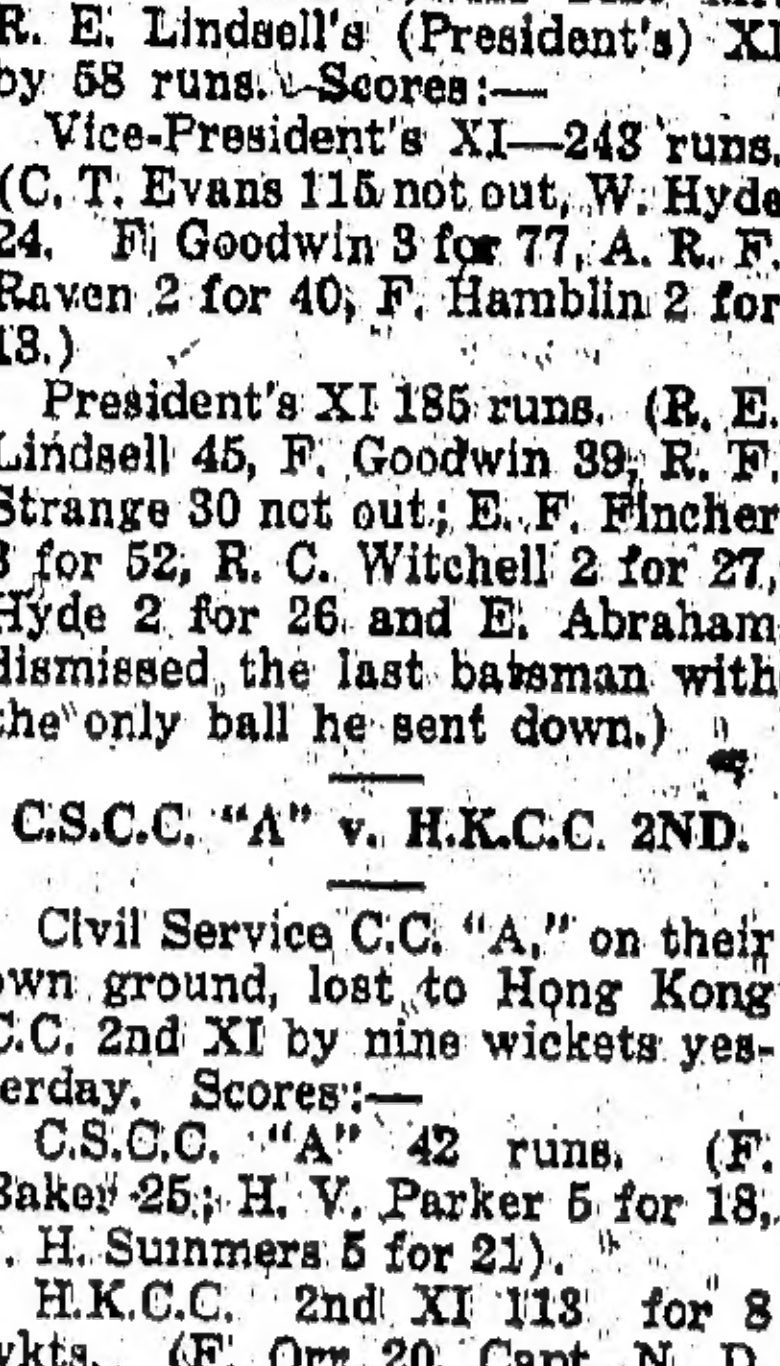 R. E. Lindsell's (President's) XI
by 58 runs. Scores:—
Vice-President's XI—243 runs.
(C. T. Evans 115 not out, W. Hyde
24. F. Goodwin 3 for 77, A. R. F.
Raven 2 for 40, F. Hamblin 2 for
18.)
President's XI 185 runs. (R. E.
Lindsell 45, F. Goodwin 39, R. F.
Strange 30 not out; E. F. Fincher
3 for 52, R. C. Witchell 2 for 27,
Hyde 2 for 26 and E. Abraham
dismissed the last batsman with
the only ball he sent down.)
C.S.C.C. "A" v. H.K.C.C. 2ND.
Civil Service C.C. "A," on their
own ground, lost to Hong Kong
C.C. 2nd XI by nine wickets yes-
terday. Scores:—
C.S.C.C. "A" 42 runs. (F.
Baker 25; H. V. Parker 5 for 18,
. H. Summers 5 for 21).
H.K.C.C. 2nd XI 113 for 8
wkts. (F. Orr 20, Capt. N. D.